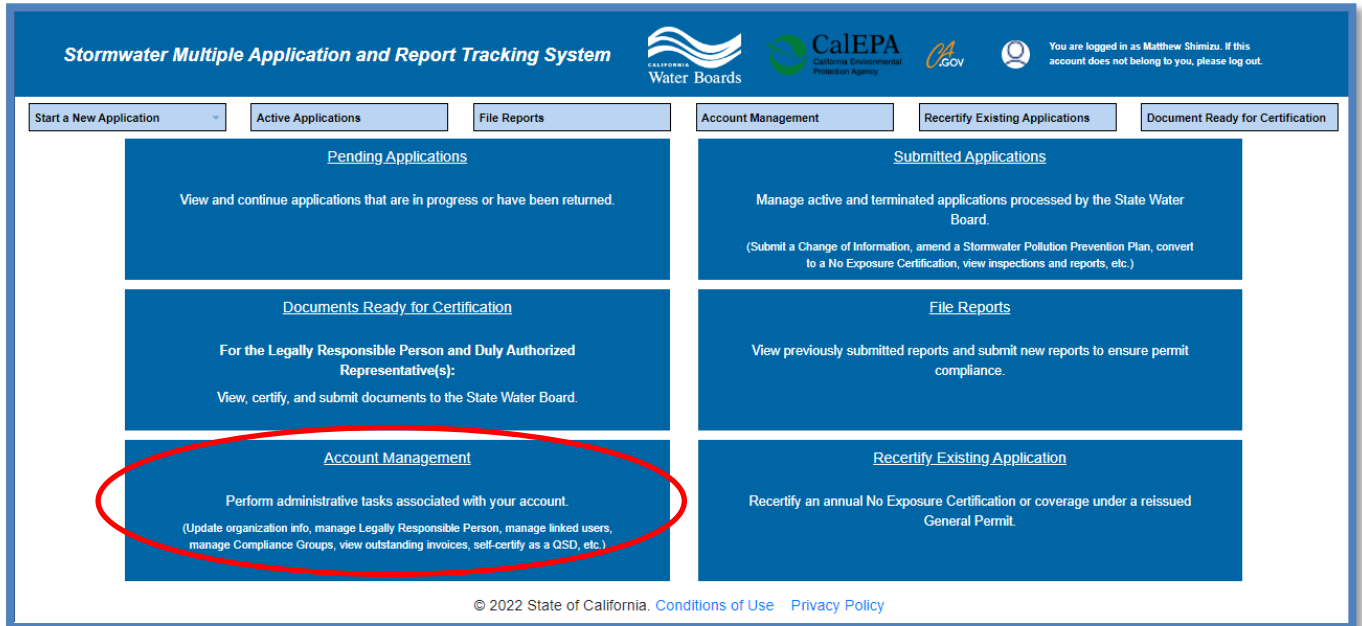 Stormwater Multiple Application and Report Tracking System
CALIFORNIA
Water Boards
CalEPA
California Environmental
Protection Agency
CA
.GOV
You are logged in as Matthew Shimizu. If this
account does not belong to you, please log out.
Start a New Application
Active Applications
File Reports
Account Management
Recertify Existing Applications
Document Ready for Certification
Pending Applications
View and continue applications that are in progress or have been returned.
Submitted Applications
Manage active and terminated applications processed by the State Water
Board.
(Submit a Change of Information, amend a Stormwater Pollution Prevention Plan, convert
to a No Exposure Certification, view inspections and reports, etc.)
Documents Ready for Certification
For the Legally Responsible Person and Duly Authorized
Representative(s):
View, certify, and submit documents to the State Water Board.
File Reports
View previously submitted reports and submit new reports to ensure permit
compliance.
Account Management
Perform administrative tasks associated with your account.
(Update organization info, manage Legally Responsible Person, manage linked users,
manage Compliance Groups, view outstanding invoices, self-certify as a QSD, etc.)
Recertify Existing Application
Recertify an annual No Exposure Certification or coverage under a reissued
General Permit.
© 2022 State of California. Conditions of Use Privacy Policy